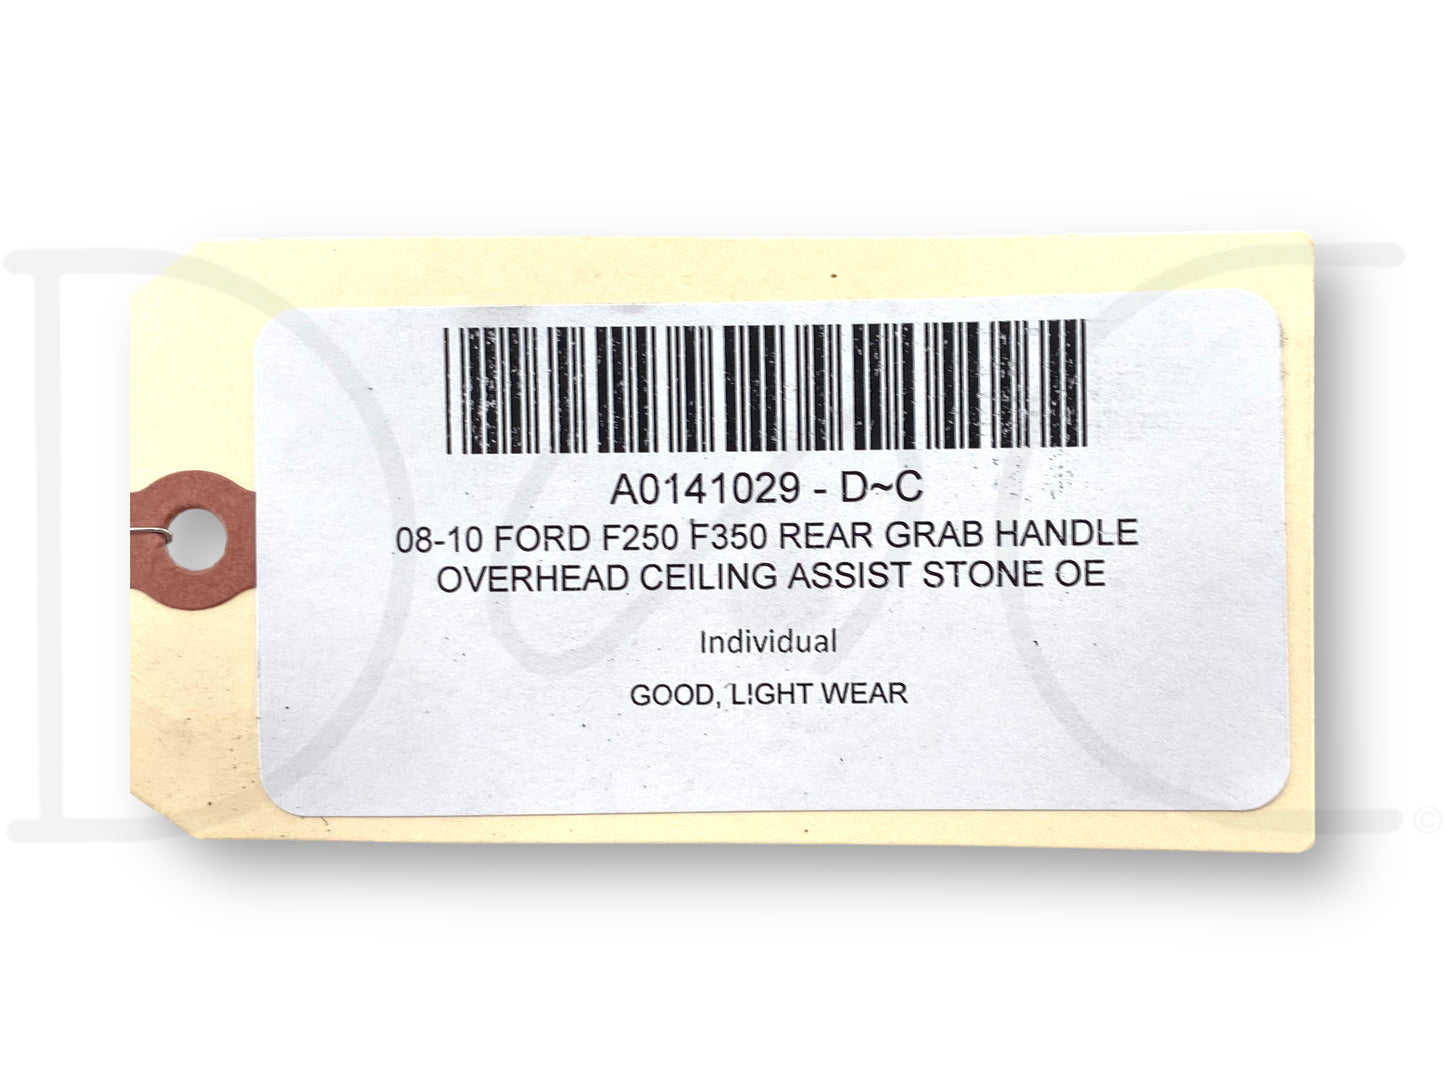 A0141029 - D~C
08-10 FORD F250 F350 REAR GRAB HANDLE
OVERHEAD CEILING ASSIST STONE OE
Individual
GOOD, LIGHT WEAR
D C
©